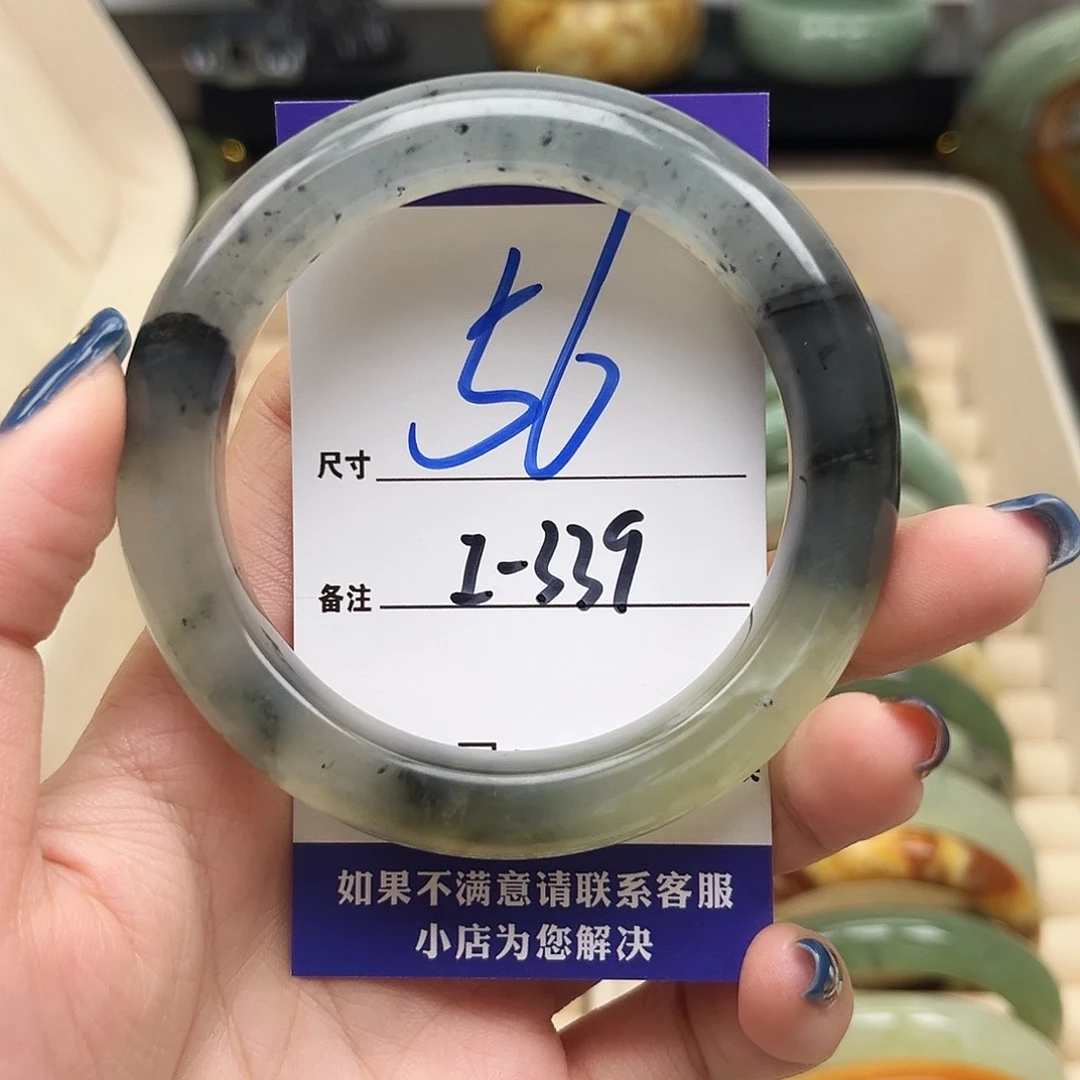 尺寸 56
备注 I-339
如果不满意请联系客服
小店为您解决